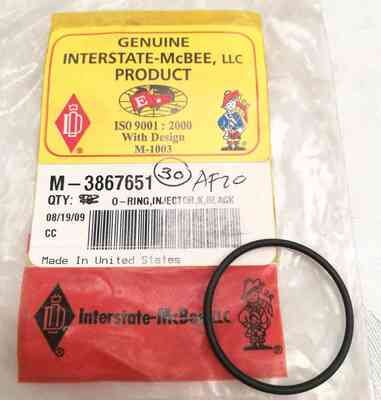 GENUINE
INTERSTATE-McBEE, LLC
PRODUCT
E
ISO 9001 : 2000
With Design
M-1003
M-3867651 30 AF20
QTY: O-RING,INJECTOR,K,BLACK
08/19/09
CC
Made In United States
Interstate-McBee, LLC